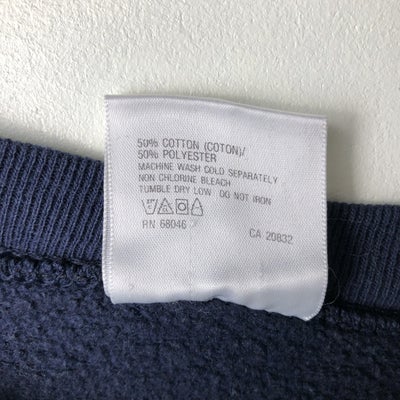 50% COTTON (COTON)/
50% POLYESTER
MACHINE WASH COLD SEPARATELY
NON CHLORINE BLEACH
TUMBLE DRY LOW DO NOT IRON
RN 68046 CA 20832